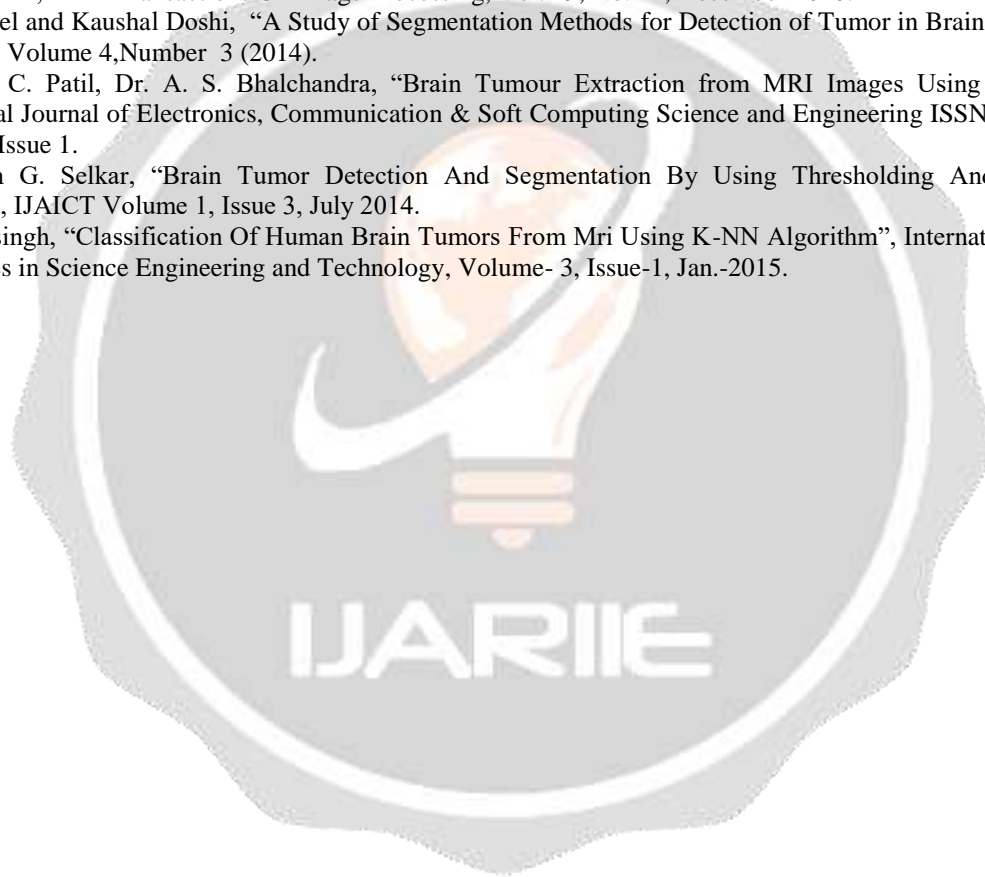 el and Kaushal Doshi, “A Study of Segmentation Methods for Detection of Tumor in Brain
Volume 4,Number 3 (2014).
C. Patil, Dr. A. S. Bhalchandra, “Brain Tumour Extraction from MRI Images Using
al Journal of Electronics, Communication & Soft Computing Science and Engineering ISSN
Issue 1.
G. Selkar, “Brain Tumor Detection And Segmentation By Using Thresholding And
, IJAICT Volume 1, Issue 3, July 2014.
singh, “Classification Of Human Brain Tumors From Mri Using K-NN Algorithm”, Internat
s in Science Engineering and Technology, Volume- 3, Issue-1, Jan.-2015.
IJARIIE